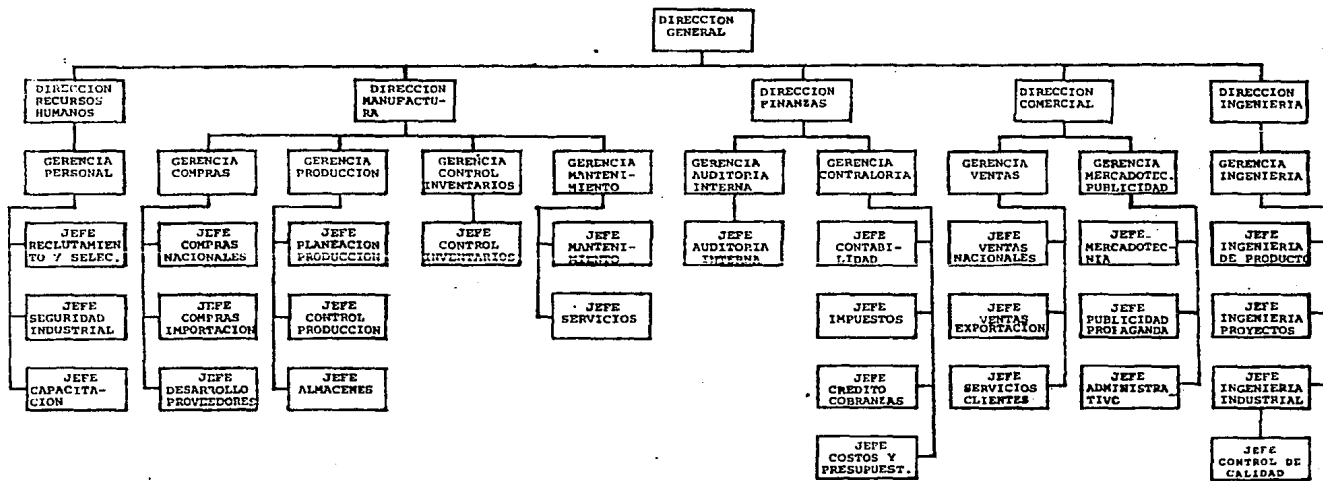 DIRECCION
GENERAL
DIRECCION
RECURSOS
HUMANOS
DIRECCION
MANUFACTU-
RA
DIRECCION
FINANZAS
DIRECCION
COMERCIAL
DIRECCION
INGENIERIA
GERENCIA
PERSONAL
GERENCIA
COMPRAS
GERENCIA
PRODUCCION
GERENCIA
CONTROL
INVENTARIOS
GERENCIA
MANTENI-
MIENTO
GERENCIA
AUDITORIA
INTERNA
GERENCIA
CONTRALORIA
GERENCIA
VENTAS
GERENCIA
MERCADOTEC.
PUBLICIDAD
GERENCIA
INGENIERIA
JEFE
RECLUTAMIEN
TO Y SELEC.
JEFE
COMPRAS
NACIONALES
JEFE
PLANEACION
PRODUCCION
JEFE
CONTROL
INVENTARIOS
JEFE
MANTENI-
MIENTO
JEFE
AUDITORIA
INTERNA
JEFE
CONTABI-
LIDAD
JEFE
VENTAS
NACIONALES
JEFE
MERCADOTEC-
NIA
JEFE
INGENIERIA
DE PRODUCTO
JEFE
SEGURIDAD
INDUSTRIAL
JEFE
COMPRAS
IMPORTACION
JEFE
CONTROL
PRODUCCION
JEFE
SERVICIOS
JEFE
IMPUESTOS
JEFE
VENTAS
EXPORTACION
JEFE
PUBLICIDAD
PROPAGANDA
JEFE
INGENIERIA
PROYECTOS
JEFE
CAPACITA-
CION
JEFE
DESARROLLO
PROVEEDORES
JEFE
ALMACENES
JEFE
CREDITO
COBRANZAS
JEFE
SERVICIOS
CLIENTES
JEFE
ADMINISTRA_
TIVO
JEFE
INGENIERIA
INDUSTRIAL
JEFE
COSTOS Y
PRESUPUEST.
JEFE
CONTROL DE
CALIDAD